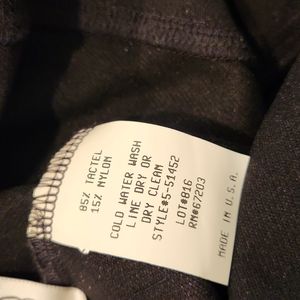 85% TACTEL
15% NYLON
COLD WATER WASH
LINE DRY OR
DRY CLEAN
STYLE#5-51452
LOT#816
RN#67203
MADE IN U.S.A.